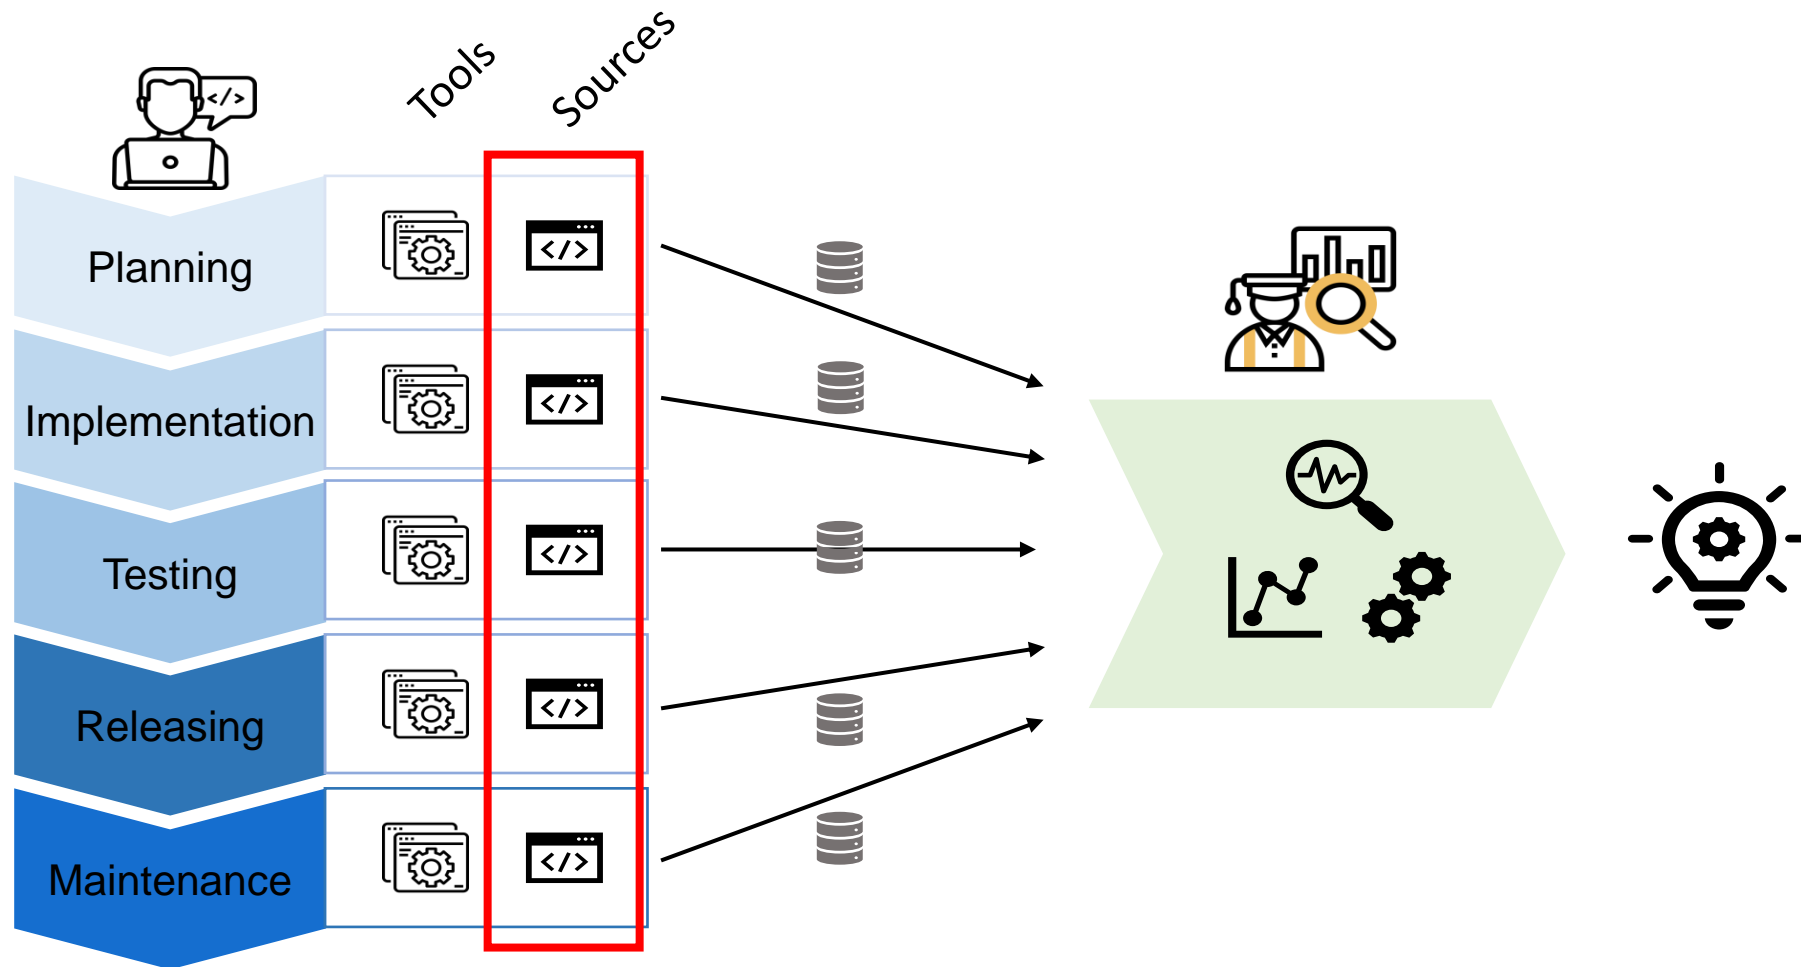 Tools
Sources
</>
Planning
</>
Implementation
</>
Testing
</>
Releasing
</>
Maintenance
</>